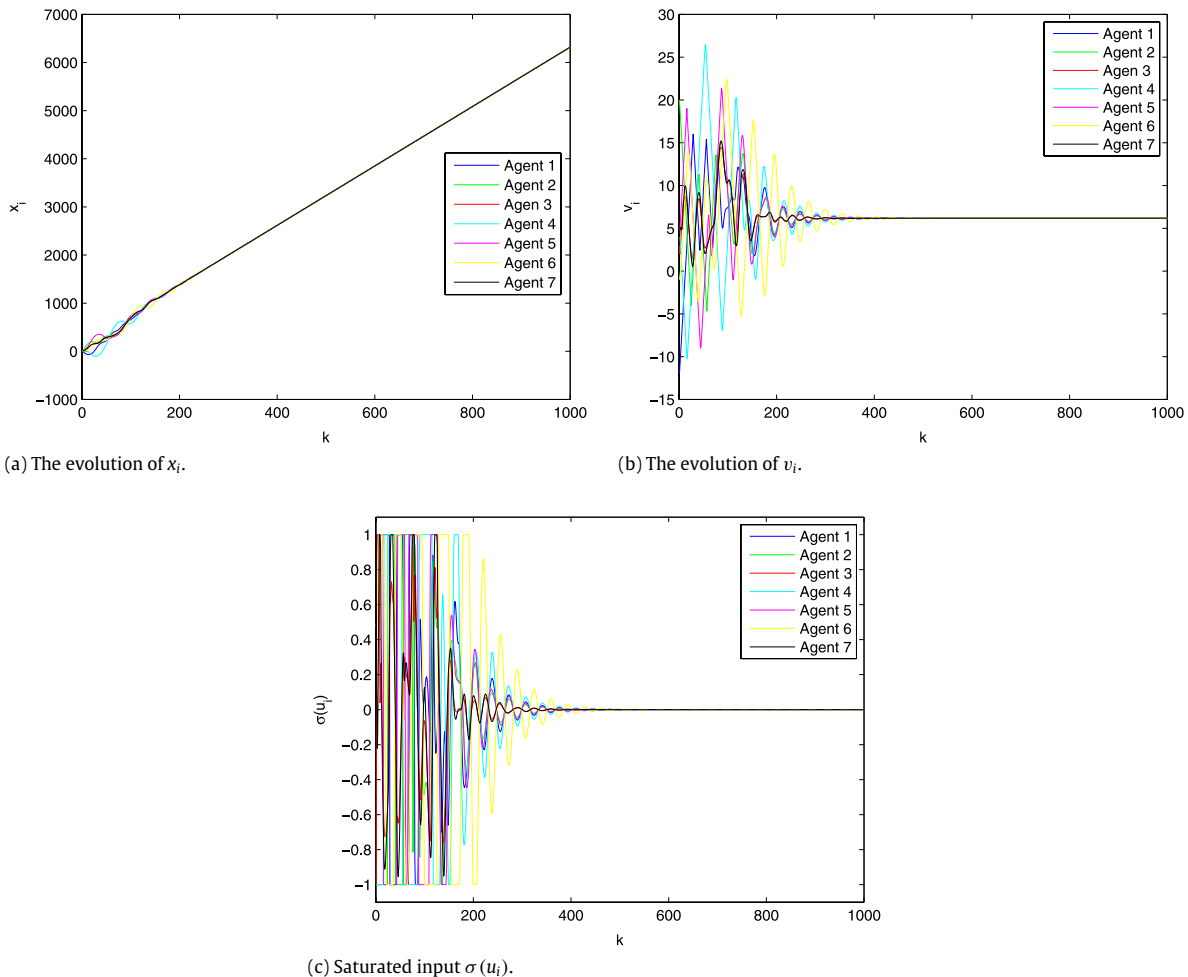 7000
6000
5000
4000
3000
2000
1000
0
−1000
x_i
0
200
400
600
800
1000
k
Agent 1
Agent 2
Agen 3
Agent 4
Agent 5
Agent 6
Agent 7
(a) The evolution of x_i.
30
25
20
15
10
5
0
−5
−10
−15
v_i
0
200
400
600
800
1000
k
Agent 1
Agent 2
Agen 3
Agent 4
Agent 5
Agent 6
Agent 7
(b) The evolution of v_i.
1
0.8
0.6
0.4
0.2
0
−0.2
−0.4
−0.6
−0.8
−1
σ(u_i)
0
200
400
600
800
1000
k
Agent 1
Agent 2
Agent 3
Agent 4
Agent 5
Agent 6
Agent 7
(c) Saturated input σ(u_i).